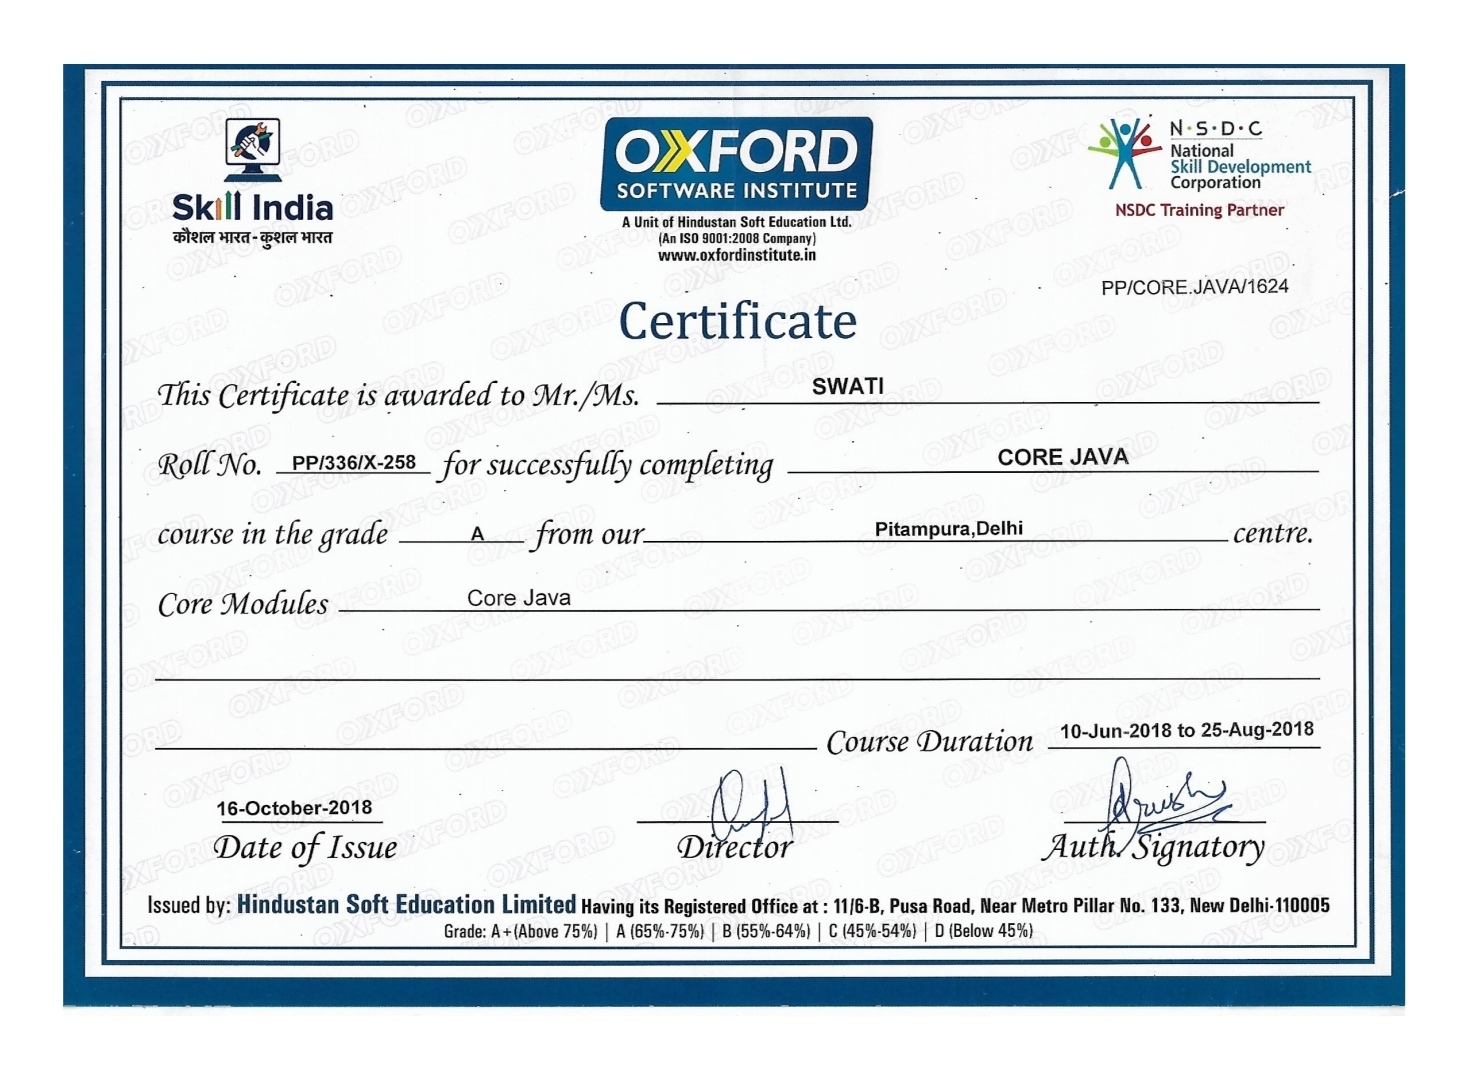 Skill India
कौशल भारत - कुशल भारत
OXFORD
SOFTWARE INSTITUTE
A Unit of Hindustan Soft Education Ltd.
(An ISO 9001:2008 Company)
www.oxfordinstitute.in
N·S·D·C
National
Skill Development
Corporation
NSDC Training Partner
PP/CORE.JAVA/1624
Certificate
This Certificate is awarded to Mr./Ms. SWATI
Roll No. PP/336/X-258 for successfully completing CORE JAVA
course in the grade A from our Pitampura,Delhi centre.
Core Modules Core Java
Course Duration 10-Jun-2018 to 25-Aug-2018
16-October-2018
Date of Issue Director Auth. Signatory
Issued by: Hindustan Soft Education Limited Having its Registered Office at : 11/6-B, Pusa Road, Near Metro Pillar No. 133, New Delhi-110005
Grade: A+(Above 75%) | A (65%-75%) | B (55%-64%) | C (45%-54%) | D (Below 45%)